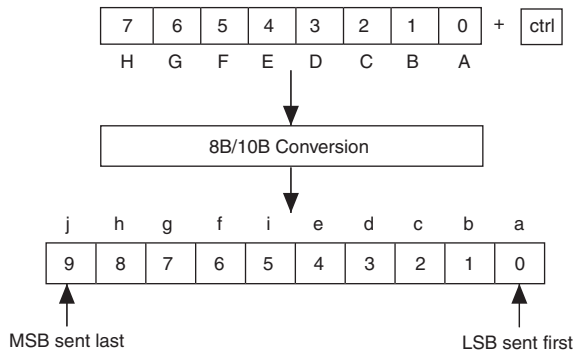 7 6 5 4 3 2 1 0 + ctrl
H G F E D C B A
8B/10B Conversion
j h g f i e d c b a
9 8 7 6 5 4 3 2 1 0
MSB sent last LSB sent first